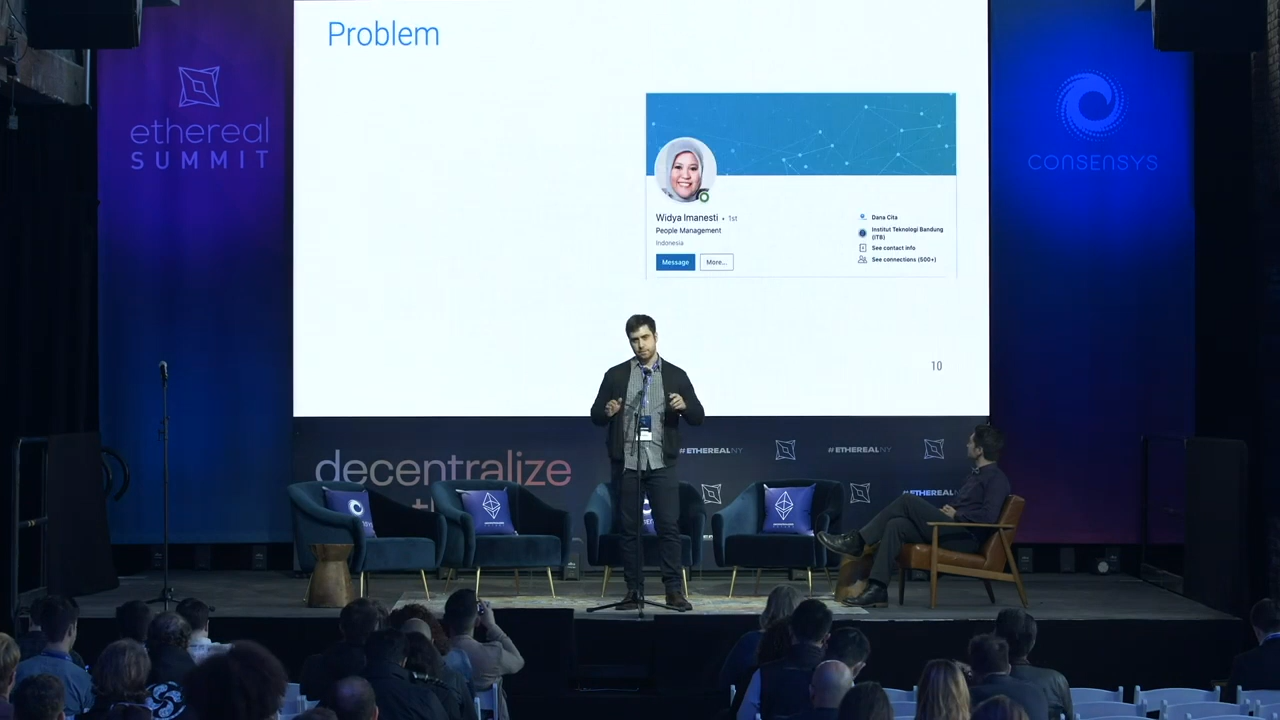 Problem
ethereal
SUMMIT
CONSENSYS
Widya Imanesti • 1st
People Management
Indonesia
Message
More...
Dana Cita
Institut Teknologi Bandung
(ITB)
See contact info
See connections (500+)
10
decentralize
#ETHEREALNY
#ETHEREALNY
#ETHEREAL